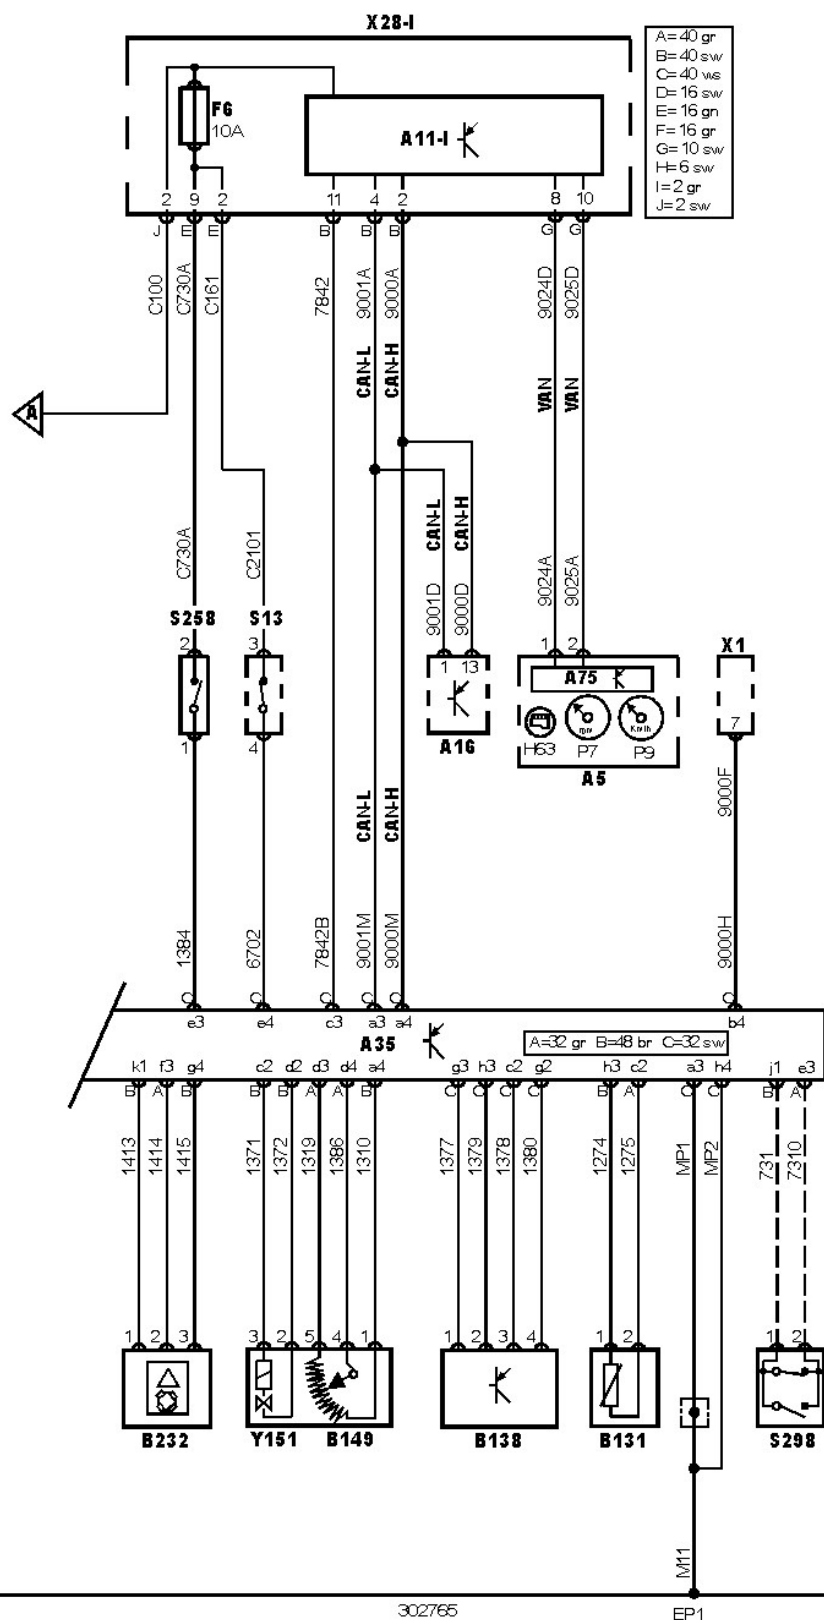 X28-I
A=40 gr
B=40 sw
C=40 ws
D=16 sw
E=16 gn
F=16 gr
G=10 sw
H=6 sw
I=2 gr
J=2 sw
F6
10A
A11-I
2 9 2 11 4 2 8 10
J E E B B B G G
C100 C730A C161 7842 9001A 9000A 9024D 9025D
CAN-L CAN-H VAN VAN
A
CAN-L CAN-H
C730A C2101 9001D 9000D 9024A 9025A
S258 S13
2 3 1 13 1 2 X1
A75
rpm Km/h
7
H63 P7 P9
1 4 A16 A5
CAN-L CAN-H 9000F
1384 6702 7842B 9001M 9000M 9000H
C C C C C C
e3 e4 c3 a3 a4 b4
A35
A=32 gr B=48 br C=32 sw
k1 f3 g4 c2 d2 d3 d4 a4 g3 h3 c2 g2 h3 c2 a3 h4 j1 e3
B A B B B A A B C C C C B A C C B A
1413 1414 1415 1371 1372 1319 1386 1310 1377 1379 1378 1380 1274 1275 MP1 MP2 731 7310
1 2 3 3 2 5 4 1 1 2 3 4 1 2 1 2
B232 Y151 B149 B138 B131 S298
M11
302765
EP1